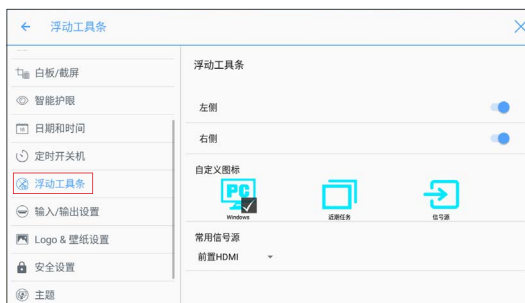 浮动工具条
白板/截屏
智能护眼
日期和时间
定时开关机
浮动工具条
输入/输出设置
Logo & 壁纸设置
安全设置
主题
浮动工具条
左侧
右侧
自定义图标
PC
Windows
近期任务
信号源
常用信号源
前置HDMI